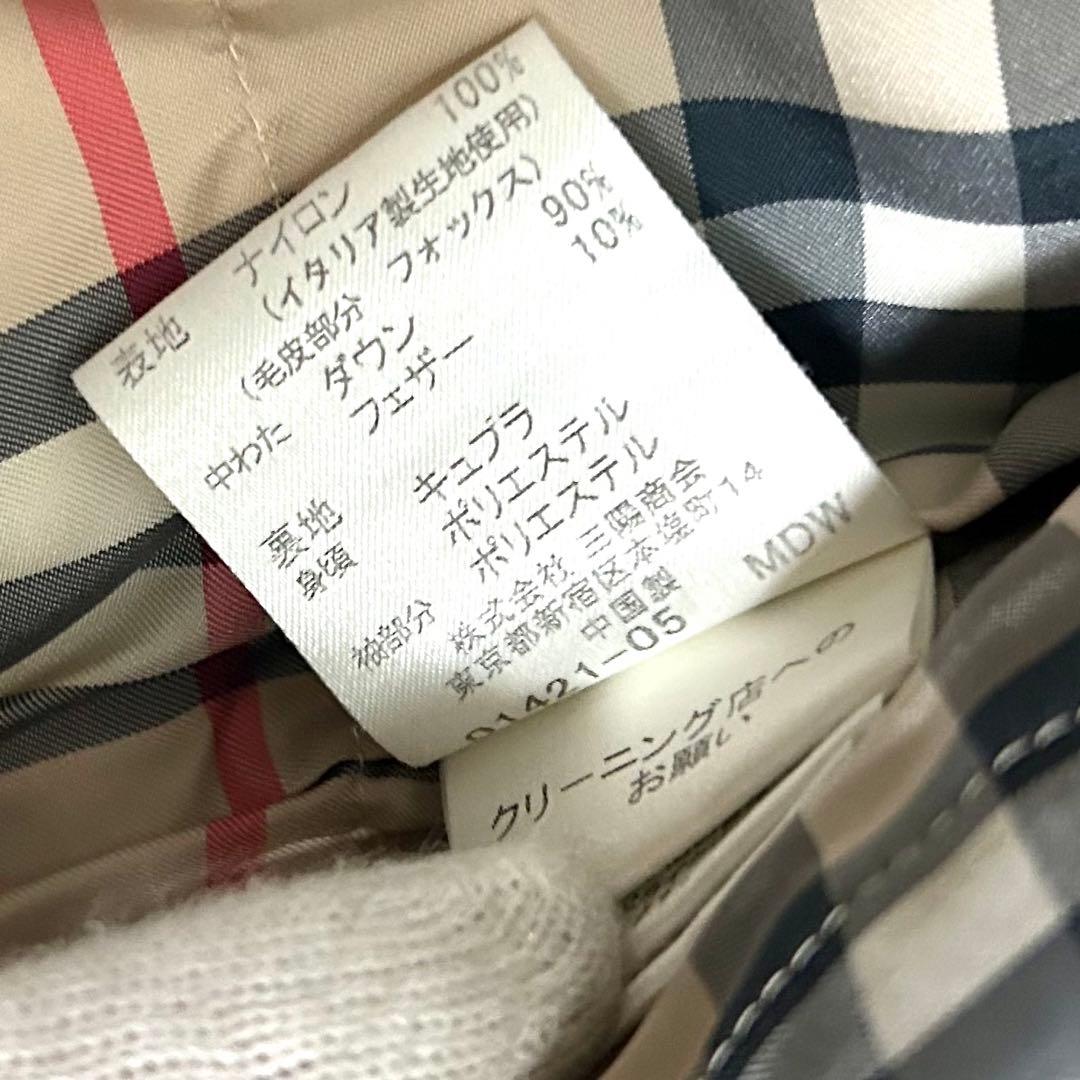 表地 ナイロン 100%
(イタリア製生地使用)
(毛皮部分 フォックス)
中わた ダウン 90%
フェザー 10%
裏地
身頃 キュプラ
ポリエステル
袖部分 ポリエステル
株式会社 三陽商会
東京都新宿区本塩町14
中国製
01421-05 MDW
クリーニング店への
お願い、